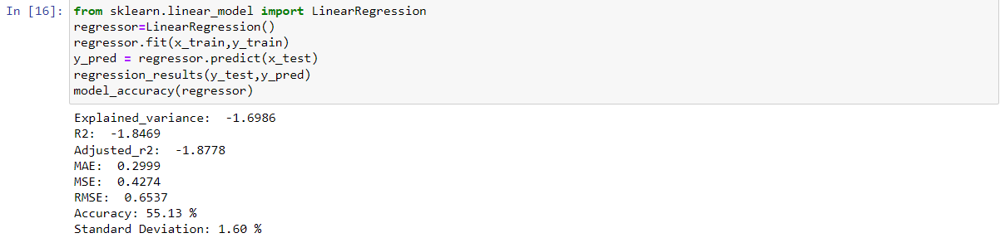 In [16]: from sklearn.linear_model import LinearRegression
regressor=LinearRegression()
regressor.fit(x_train,y_train)
y_pred = regressor.predict(x_test)
regression_results(y_test,y_pred)
model_accuracy(regressor)
Explained_variance:  -1.6986
R2:  -1.8469
Adjusted_r2:  -1.8778
MAE:  0.2999
MSE:  0.4274
RMSE:  0.6537
Accuracy: 55.13 %
Standard Deviation: 1.60 %